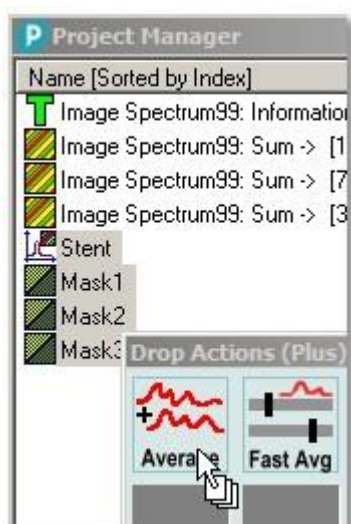 P Project Manager
Name [Sorted by Index]
T Image Spectrum99: Information
Image Spectrum99: Sum -> [1
Image Spectrum99: Sum -> [7
Image Spectrum99: Sum -> [3
Stent
Mask1
Mask2
Mask3
Drop Actions (Plus)
Average
Fast Avg